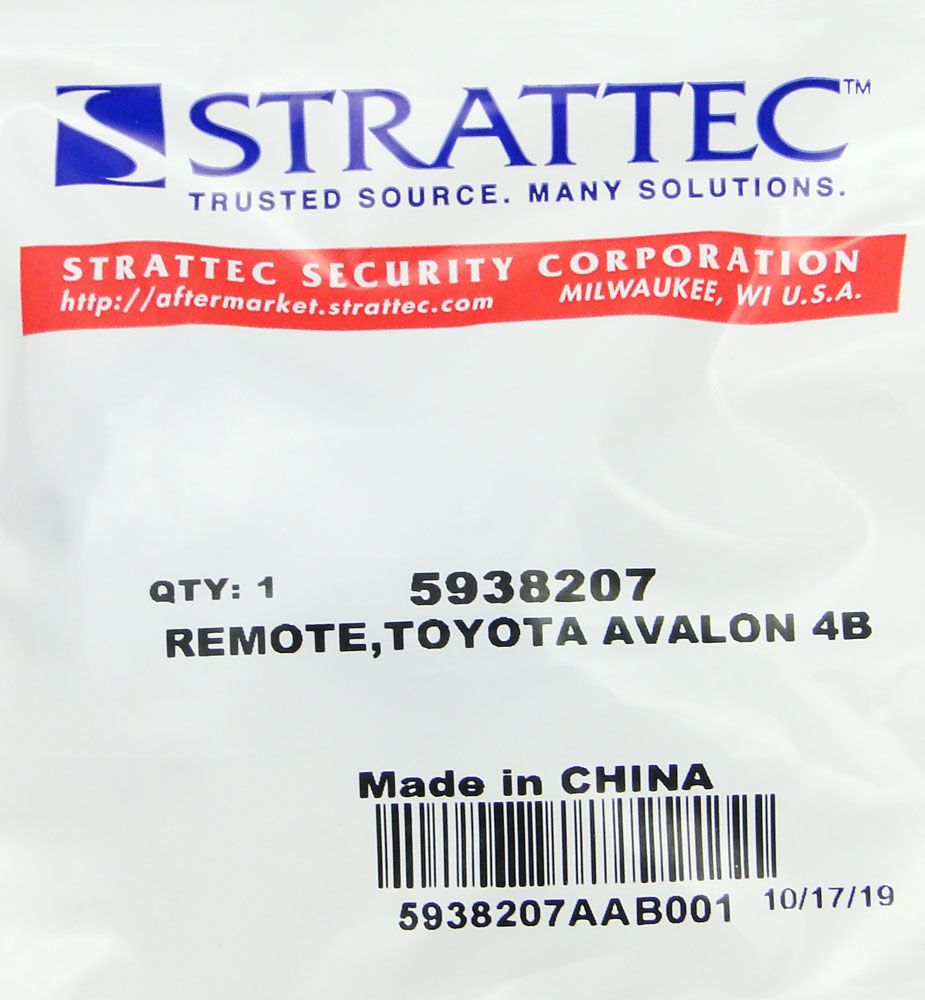 STRATTEC™
TRUSTED SOURCE. MANY SOLUTIONS.
STRATTEC SECURITY CORPORATION
http://aftermarket.strattec.com MILWAUKEE, WI U.S.A.
QTY: 1 5938207
REMOTE,TOYOTA AVALON 4B
Made in CHINA
5938207AAB001 10/17/19